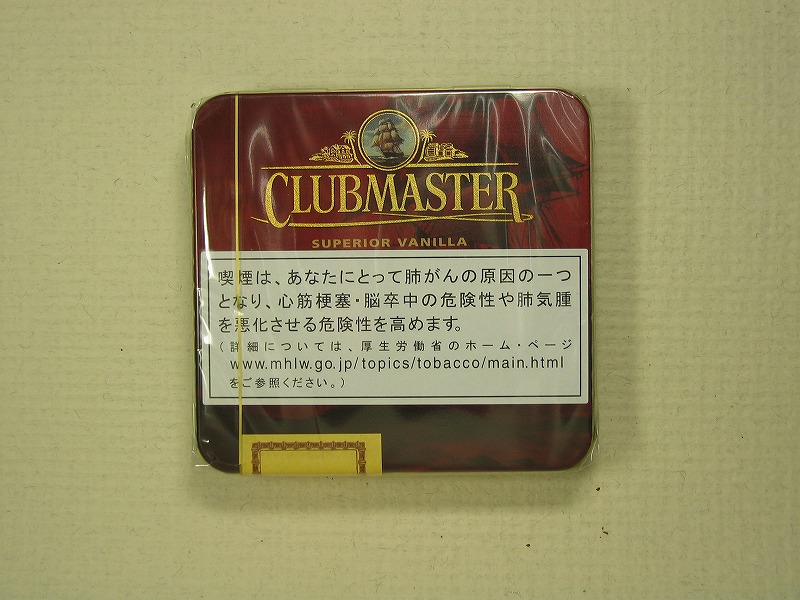 CLUBMASTER
SUPERIOR VANILLA
喫煙は、あなたにとって肺がんの原因の一つ
となり、心筋梗塞・脳卒中の危険性や肺気腫
を悪化させる危険性を高めます。
（詳細については、厚生労働省のホーム・ページ
www.mhlw.go.jp/topics/tobacco/main.html
をご参照ください。）